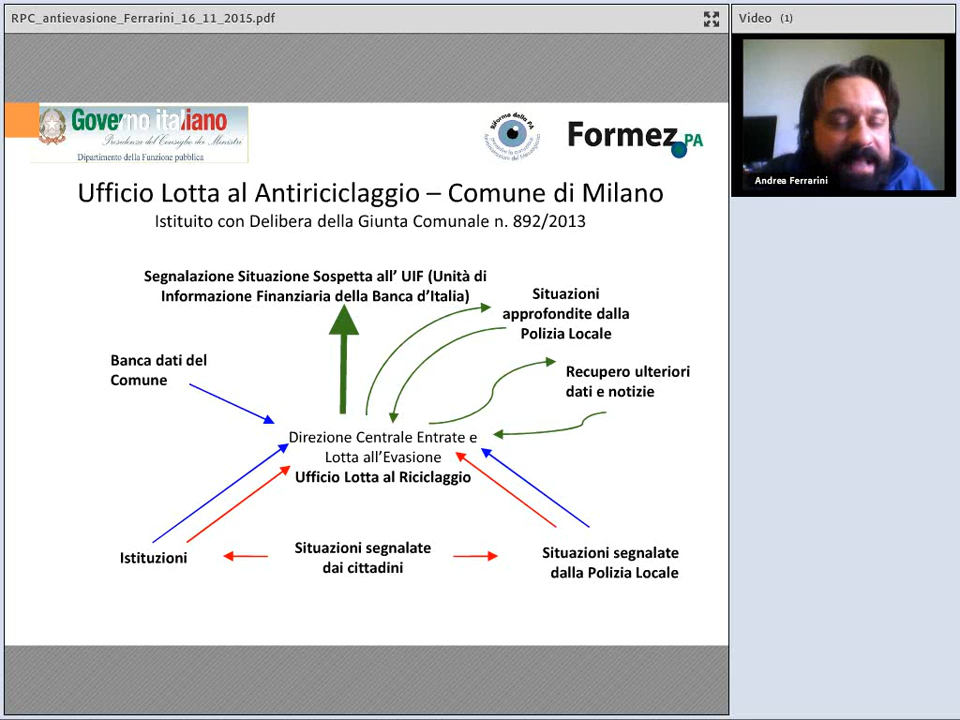 RPC_antievasione_Ferrarini_16_11_2015.pdf
Video (1)
Andrea Ferrarini
Governo italiano
Presidenza del Consiglio dei Ministri
Dipartimento della Funzione pubblica
Riforma della PA
Formez PA
Ufficio Lotta al Antiriciclaggio – Comune di Milano
Istituito con Delibera della Giunta Comunale n. 892/2013
Segnalazione Situazione Sospetta all’ UIF (Unità di
Informazione Finanziaria della Banca d’Italia)
Situazioni
approfondite dalla
Polizia Locale
Banca dati del
Comune
Recupero ulteriori
dati e notizie
Direzione Centrale Entrate e
Lotta all’Evasione
Ufficio Lotta al Riciclaggio
Istituzioni
Situazioni segnalate
dai cittadini
Situazioni segnalate
dalla Polizia Locale